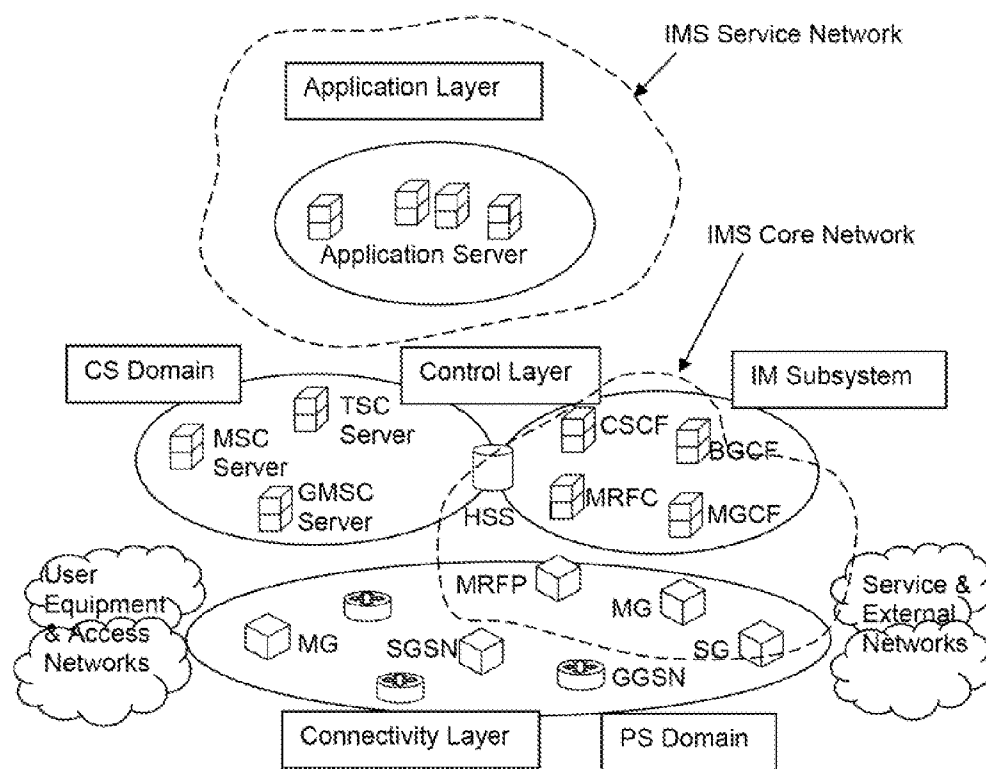 IMS Service Network
Application Layer
Application Server
IMS Core Network
CS Domain
Control Layer
IM Subsystem
TSC
Server
MSC
Server
GMSC
Server
HSS
CSCF
BGCF
MRFC
MGCF
User
Equipment
& Access
Networks
MRFP
MG
MG
SGSN
SG
GGSN
Service &
External
Networks
Connectivity Layer
PS Domain